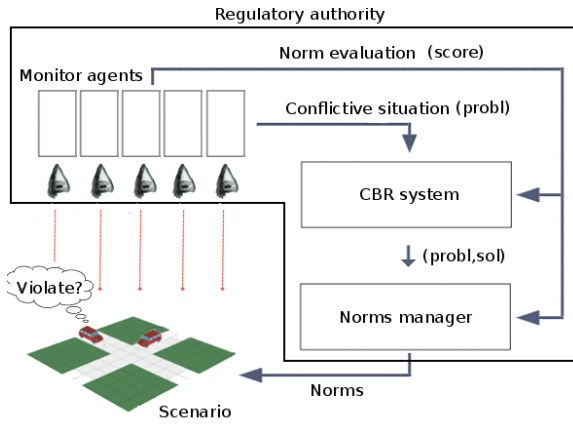 Regulatory authority
Norm evaluation (score)
Monitor agents
Conflictive situation (probl)
CBR system
(probl,sol)
Violate?
Norms manager
Norms
Scenario